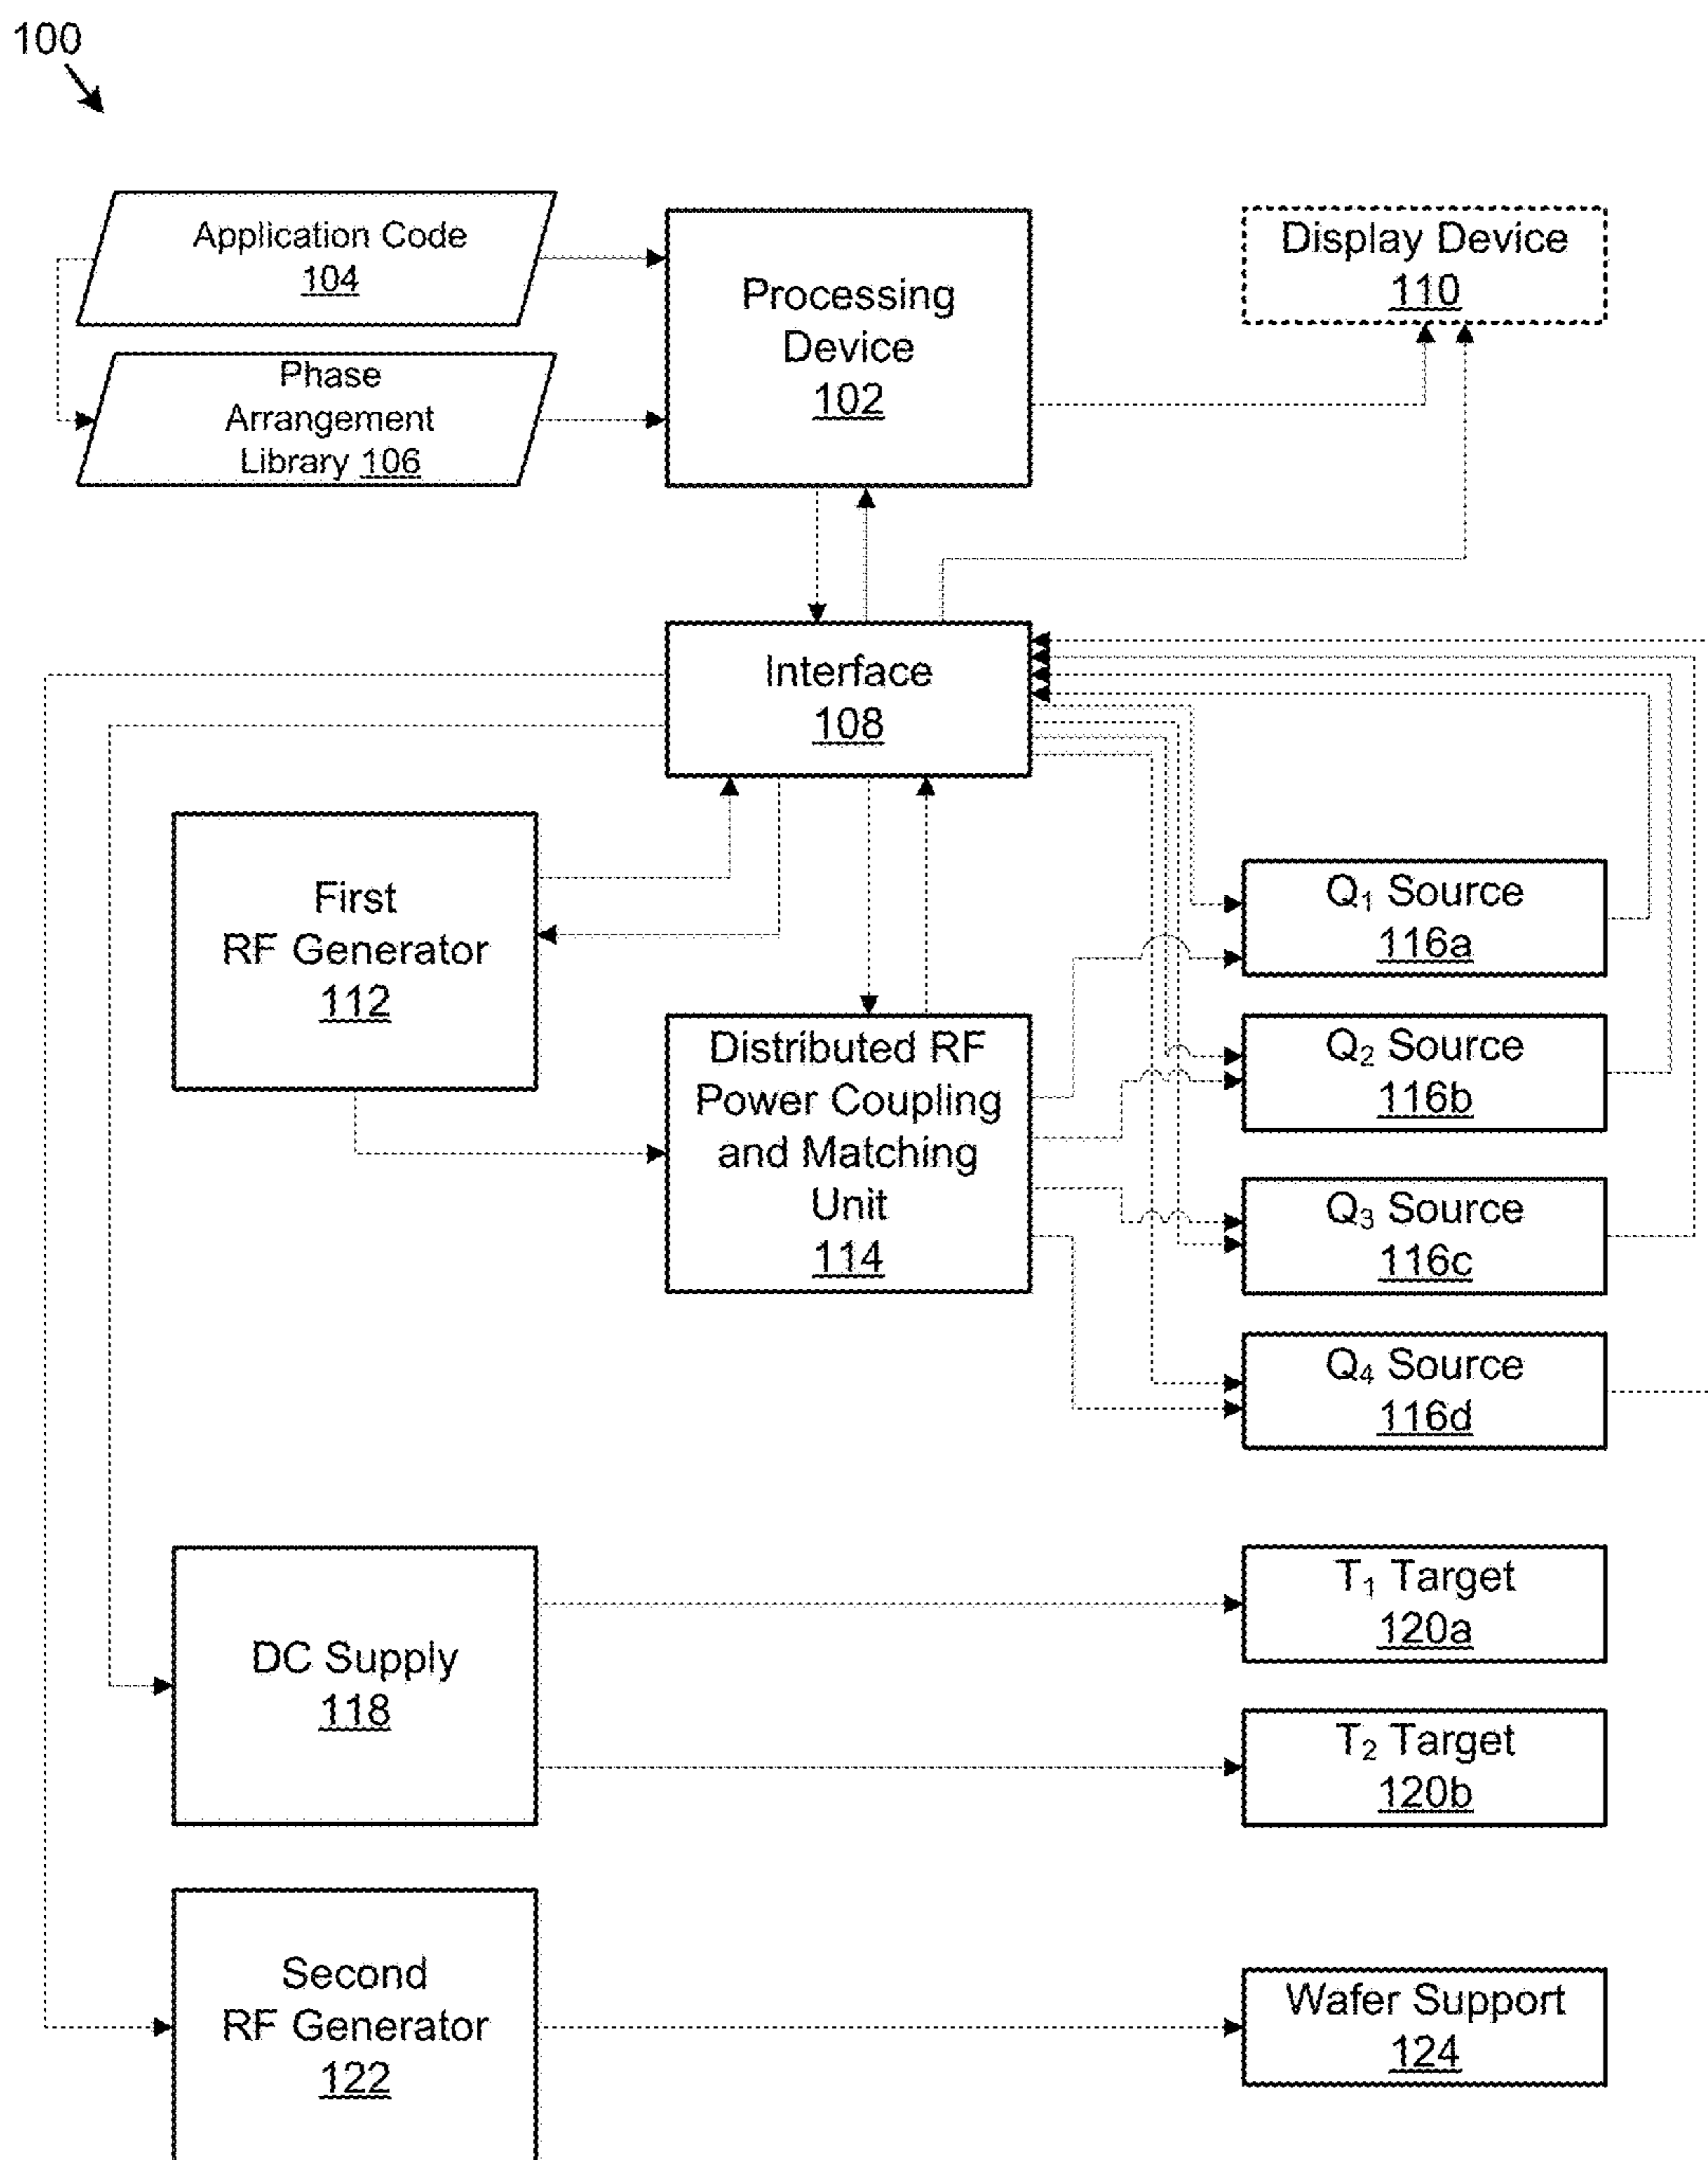 100
Application Code
104
Phase
Arrangement
Library 106
Processing
Device
102
Display Device
110
Interface
108
First
RF Generator
112
Distributed RF
Power Coupling
and Matching
Unit
114
Q₁ Source
116a
Q₂ Source
116b
Q₃ Source
116c
Q₄ Source
116d
DC Supply
118
T₁ Target
120a
T₂ Target
120b
Second
RF Generator
122
Wafer Support
124